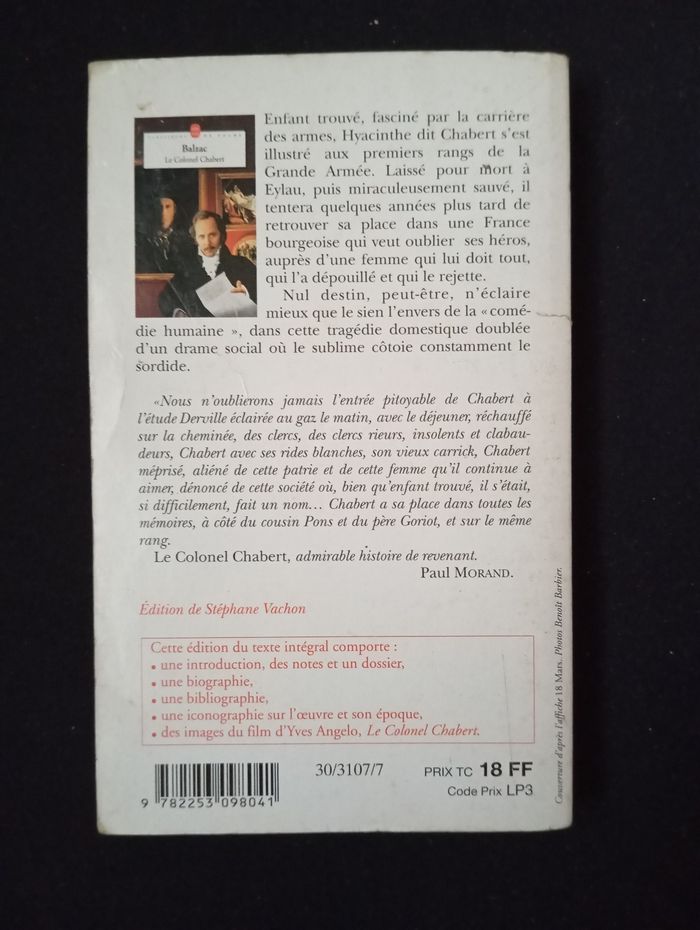 Balzac
Le Colonel Chabert
Enfant trouvé, fasciné par la carrière
des armes, Hyacinthe dit Chabert s'est
illustré aux premiers rangs de la
Grande Armée. Laissé pour mort à
Eylau, puis miraculeusement sauvé, il
tentera quelques années plus tard de
retrouver sa place dans une France
bourgeoise qui veut oublier ses héros,
auprès d'une femme qui lui doit tout,
qui l'a dépouillé et qui le rejette.
Nul destin, peut-être, n'éclaire
mieux que le sien l'envers de la « comé-
die humaine », dans cette tragédie domestique doublée
d'un drame social où le sublime côtoie constamment le
sordide.
«Nous n'oublierons jamais l'entrée pitoyable de Chabert à
l'étude Derville éclairée au gaz le matin, avec le déjeuner, réchauffé
sur la cheminée, des clercs, des clercs rieurs, insolents et clabau-
deurs, Chabert avec ses rides blanches, son vieux carrick, Chabert
méprisé, aliéné de cette patrie et de cette femme qu'il continue à
aimer, dénoncé de cette société où, bien qu'enfant trouvé, il s'était,
si difficilement, fait un nom... Chabert a sa place dans toutes les
mémoires, à côté du cousin Pons et du père Goriot, et sur le même
rang.
Le Colonel Chabert, admirable histoire de revenant.
Paul MORAND.
Édition de Stéphane Vachon
Cette édition du texte intégral comporte :
• une introduction, des notes et un dossier,
• une biographie,
• une bibliographie,
• une iconographie sur l'œuvre et son époque,
• des images du film d'Yves Angelo, Le Colonel Chabert.
Couverture d'après l'affiche 18 Mars. Photos Benoît Barbier.
9 782253 098041
30/3107/7
PRIX TC 18 FF
Code Prix LP3